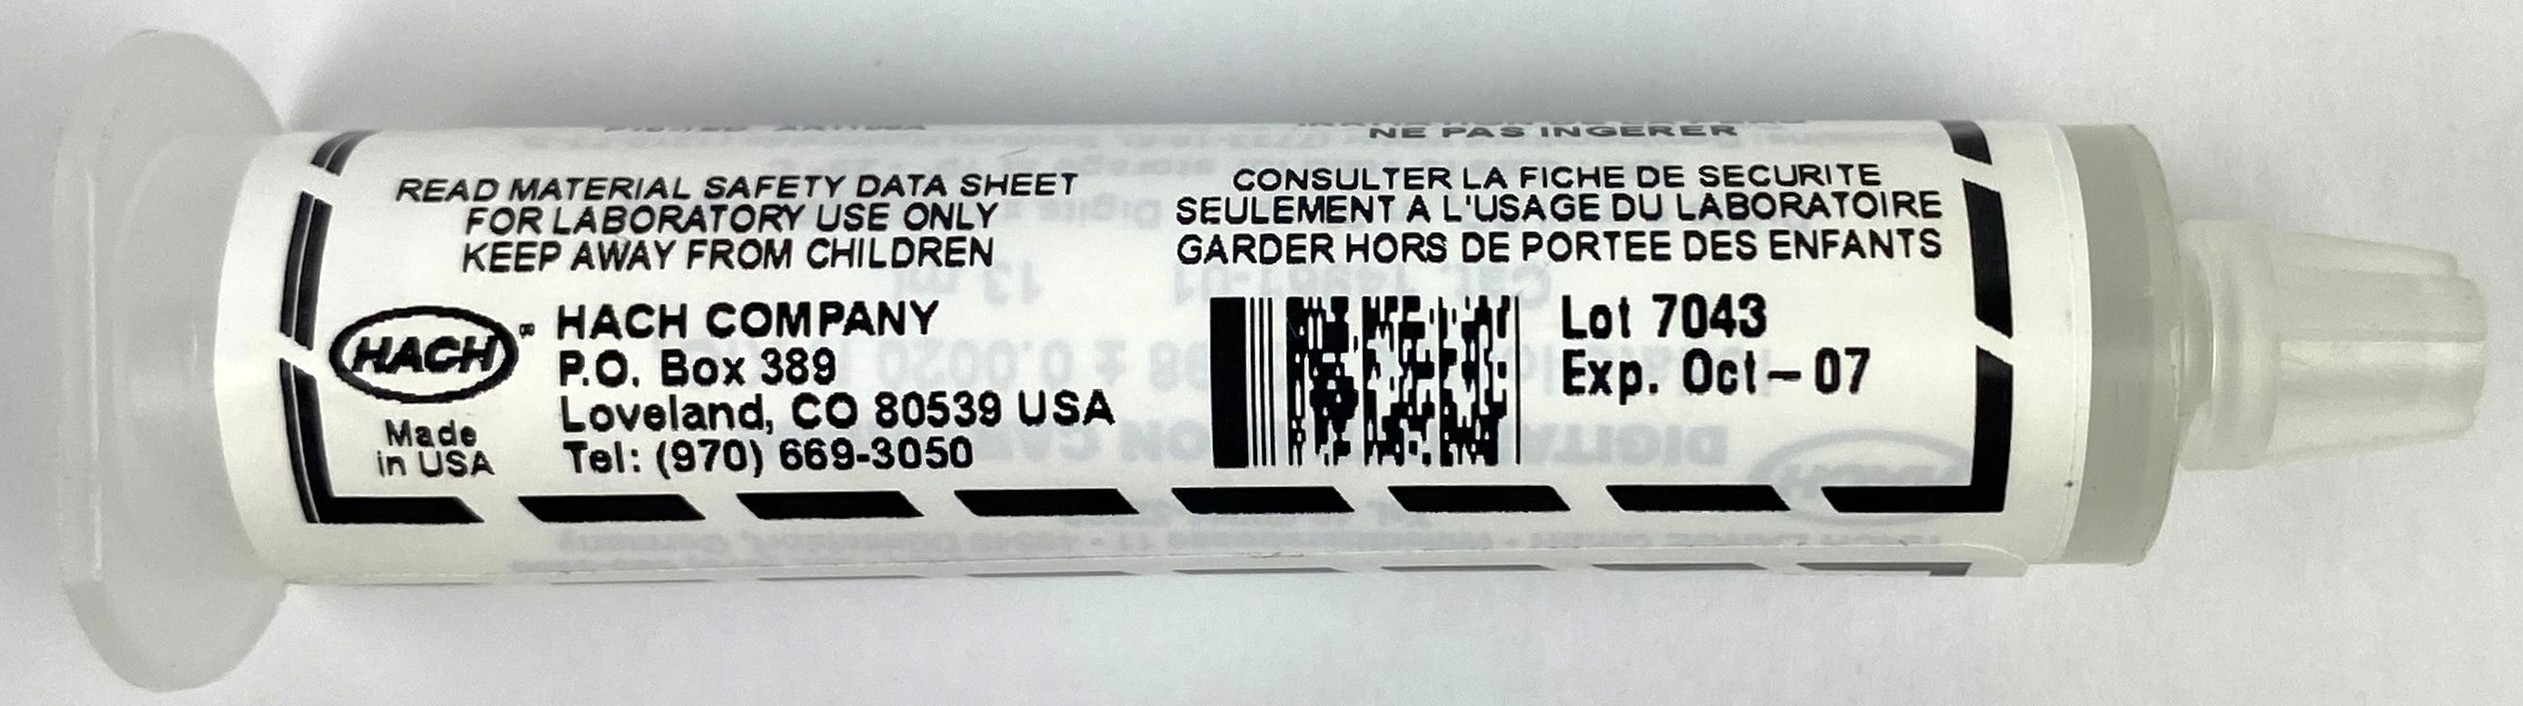 NE PAS INGERER
READ MATERIAL SAFETY DATA SHEET
FOR LABORATORY USE ONLY
KEEP AWAY FROM CHILDREN
CONSULTER LA FICHE DE SECURITE
SEULEMENT A L'USAGE DU LABORATOIRE
GARDER HORS DE PORTEE DES ENFANTS
HACH®
Made
in USA
HACH COMPANY
P.O. Box 389
Loveland, CO 80539 USA
Tel: (970) 669-3050
Lot 7043
Exp. Oct-07